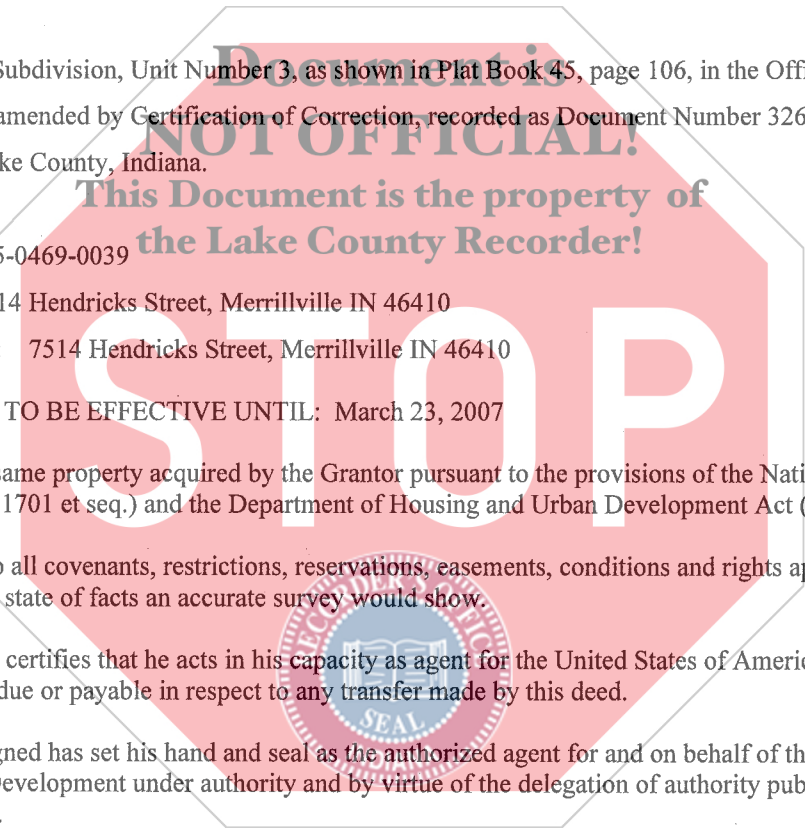 Document is
Subdivision, Unit Number 3, as shown in Plat Book 45, page 106, in the Offi
amended by Certification of Correction, recorded as Document Number 326
NOT OFFICIAL!
ke County, Indiana.
This Document is the property of
the Lake County Recorder!
5-0469-0039
14 Hendricks Street, Merrillville IN 46410
7514 Hendricks Street, Merrillville IN 46410
STOP
TO BE EFFECTIVE UNTIL: March 23, 2007
same property acquired by the Grantor pursuant to the provisions of the Nati
1701 et seq.) and the Department of Housing and Urban Development Act (
o all covenants, restrictions, reservations, easements, conditions and rights ap
state of facts an accurate survey would show.
RECORDER'S OFFICE
certifies that he acts in his capacity as agent for the United States of Americ
due or payable in respect to any transfer made by this deed.
SEAL
INDIANA
gned has set his hand and seal as the authorized agent for and on behalf of th
Development under authority and by virtue of the delegation of authority pub